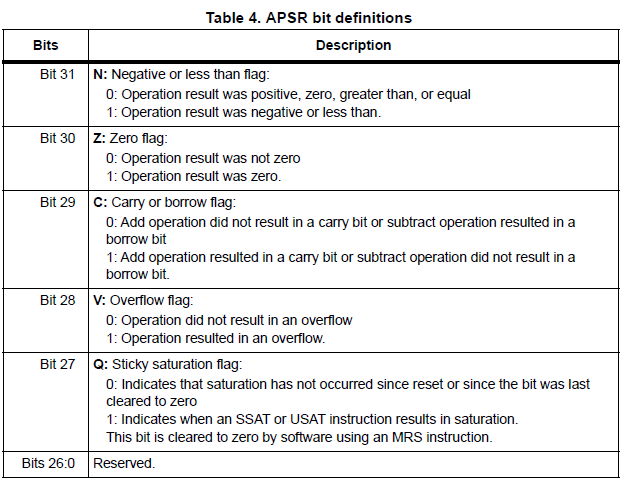 Table 4. APSR bit definitions
Bits Description
Bit 31 N: Negative or less than flag:
0: Operation result was positive, zero, greater than, or equal
1: Operation result was negative or less than.
Bit 30 Z: Zero flag:
0: Operation result was not zero
1: Operation result was zero.
Bit 29 C: Carry or borrow flag:
0: Add operation did not result in a carry bit or subtract operation resulted in a
borrow bit
1: Add operation resulted in a carry bit or subtract operation did not result in a
borrow bit.
Bit 28 V: Overflow flag:
0: Operation did not result in an overflow
1: Operation resulted in an overflow.
Bit 27 Q: Sticky saturation flag:
0: Indicates that saturation has not occurred since reset or since the bit was last
cleared to zero
1: Indicates when an SSAT or USAT instruction results in saturation.
This bit is cleared to zero by software using an MRS instruction.
Bits 26:0 Reserved.